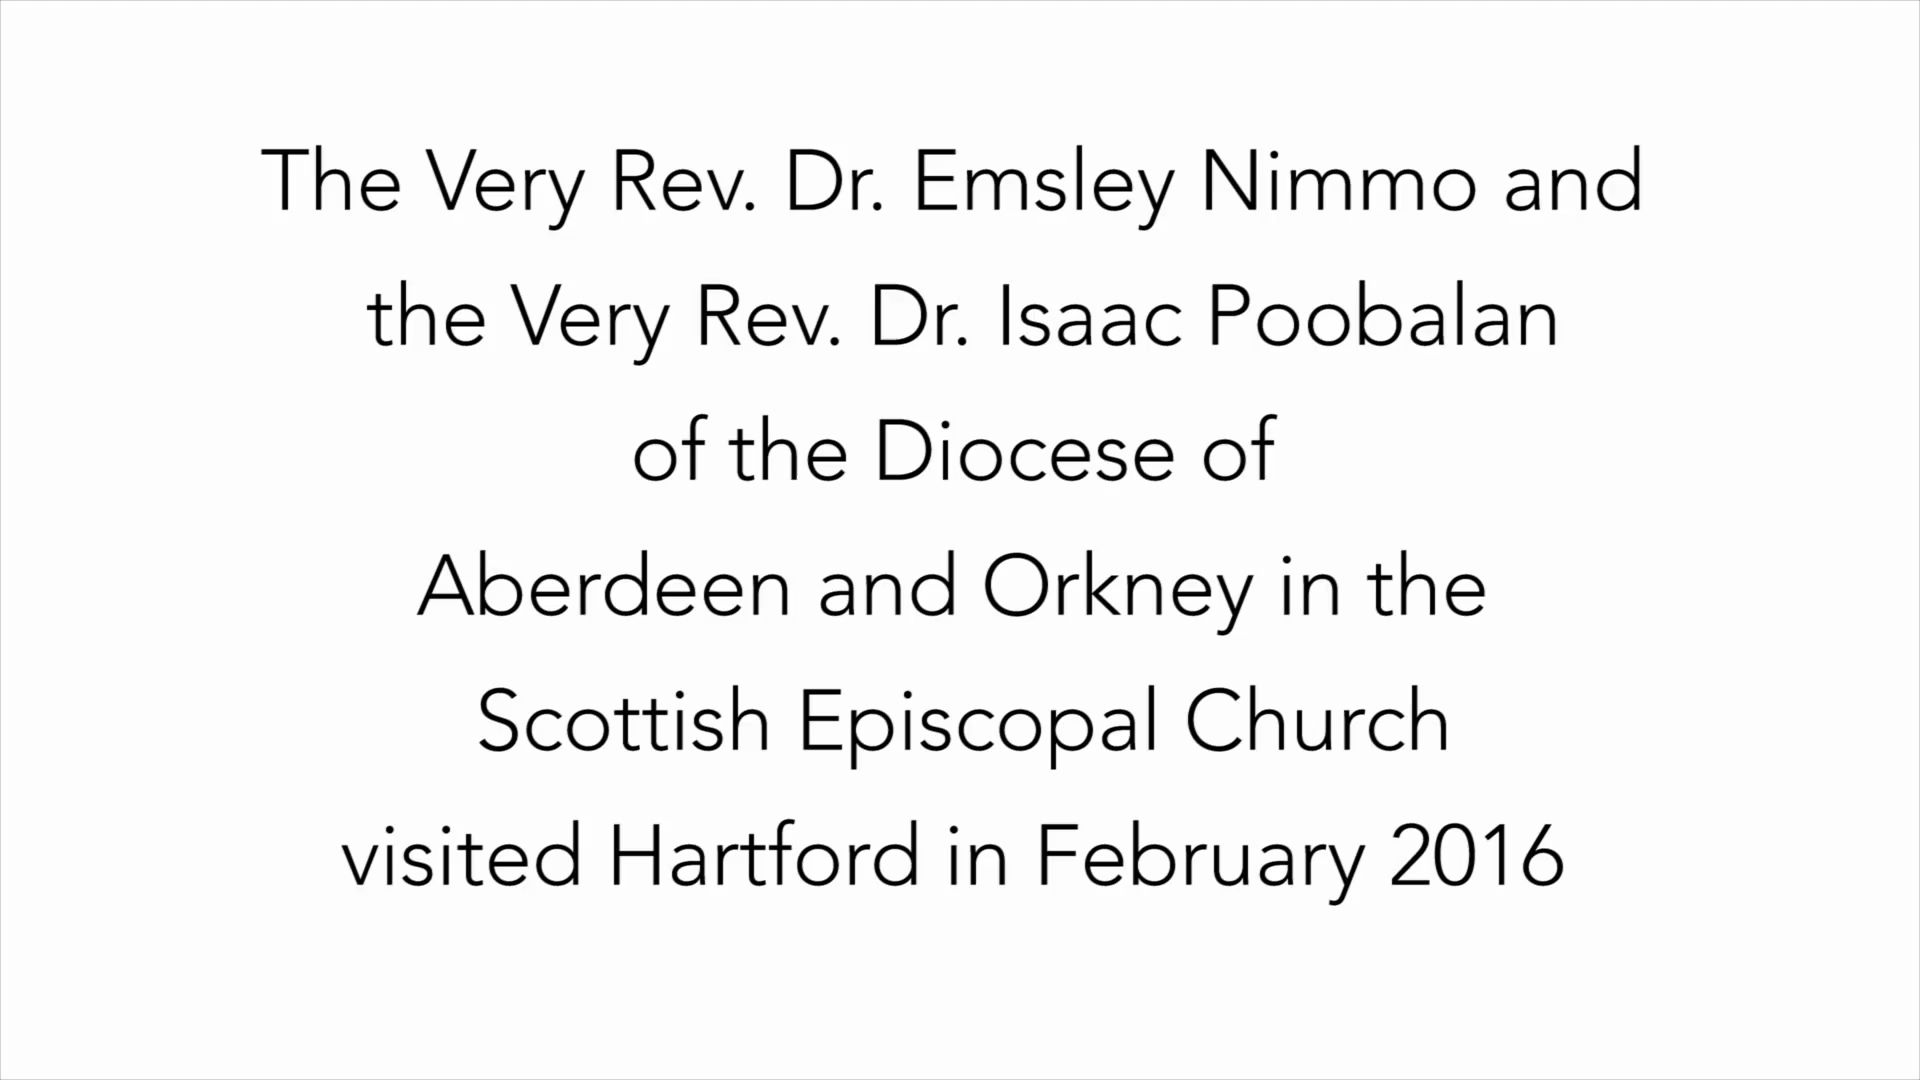 The Very Rev. Dr. Emsley Nimmo and
the Very Rev. Dr. Isaac Poobalan
of the Diocese of
Aberdeen and Orkney in the
Scottish Episcopal Church
visited Hartford in February 2016